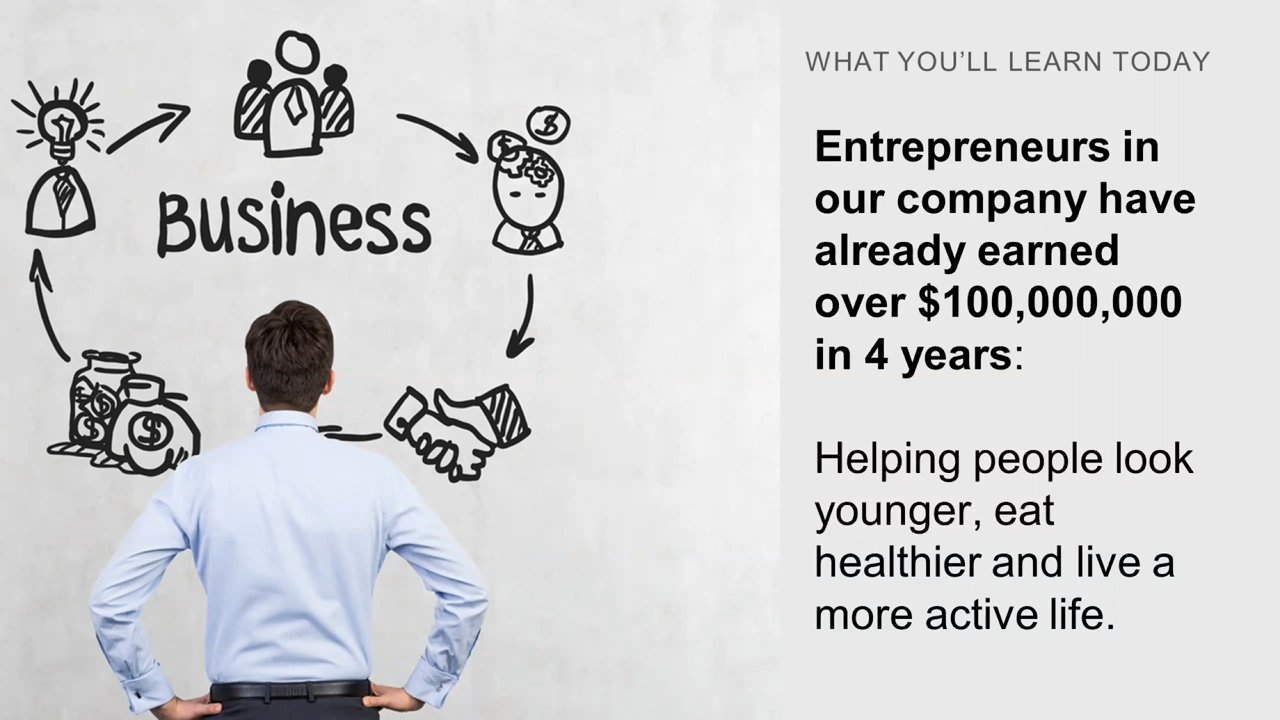 WHAT YOU’LL LEARN TODAY
Business
Entrepreneurs in
our company have
already earned
over $100,000,000
in 4 years:
Helping people look
younger, eat
healthier and live a
more active life.
$
$
$
$